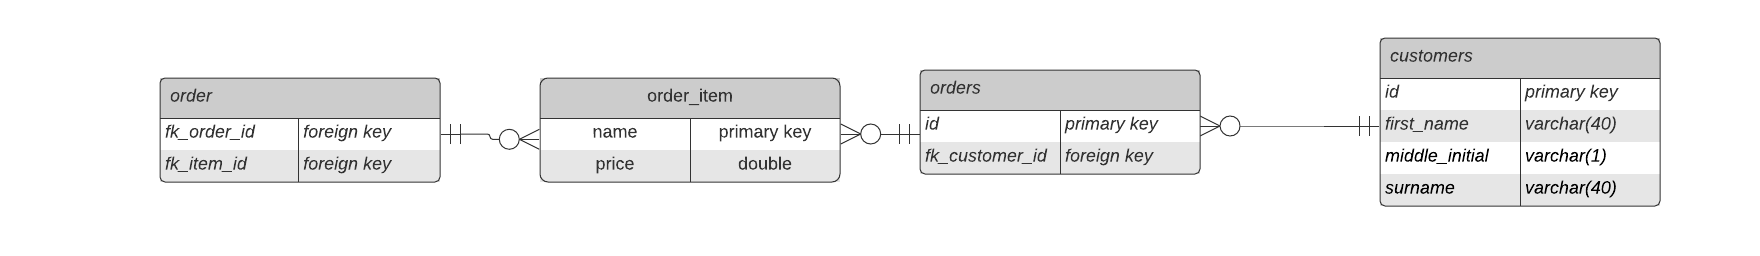 order
fk_order_id foreign key
fk_item_id foreign key
order_item
name primary key
price double
orders
id primary key
fk_customer_id foreign key
customers
id primary key
first_name varchar(40)
middle_initial varchar(1)
surname varchar(40)